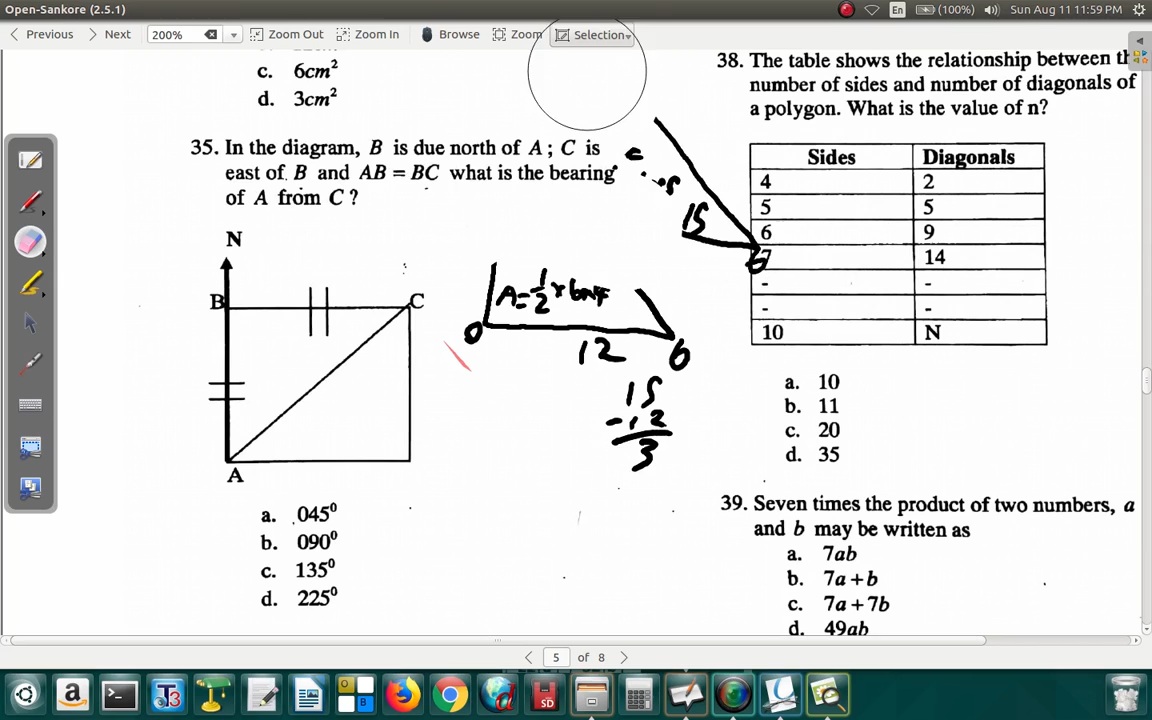 Open-Sankore (2.5.1)
En (100%) Sun Aug 11 11:59 PM
Previous Next 200% Zoom Out Zoom In Browse Zoom Selection
c. 6cm²
d. 3cm²
35. In the diagram, B is due north of A ; C is
east of B and AB = BC what is the bearing
of A from C ?
N
B
C
A
a. 045⁰
b. 090⁰
c. 135⁰
d. 225⁰
15
A=½×
12
6
15
-12
3
38. The table shows the relationship between th
number of sides and number of diagonals of
a polygon. What is the value of n?
Sides Diagonals
4 2
5 5
6 9
7 14
- -
- -
10 N
a. 10
b. 11
c. 20
d. 35
39. Seven times the product of two numbers, a
and b may be written as
a. 7ab
b. 7a + b
c. 7a + 7b
d. 49ab
5 of 8